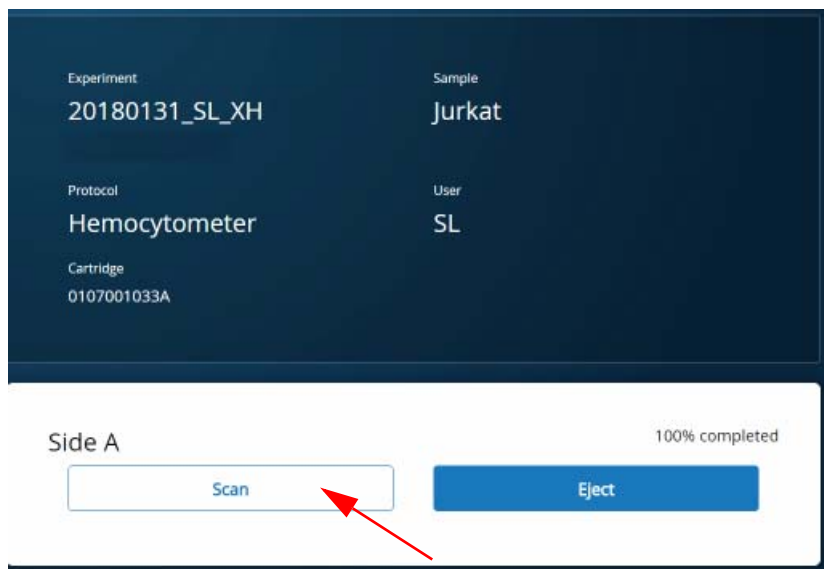 Experiment
20180131_SL_XH
Sample
Jurkat
Protocol
Hemocytometer
User
SL
Cartridge
0107001033A
Side A
100% completed
Scan
Eject